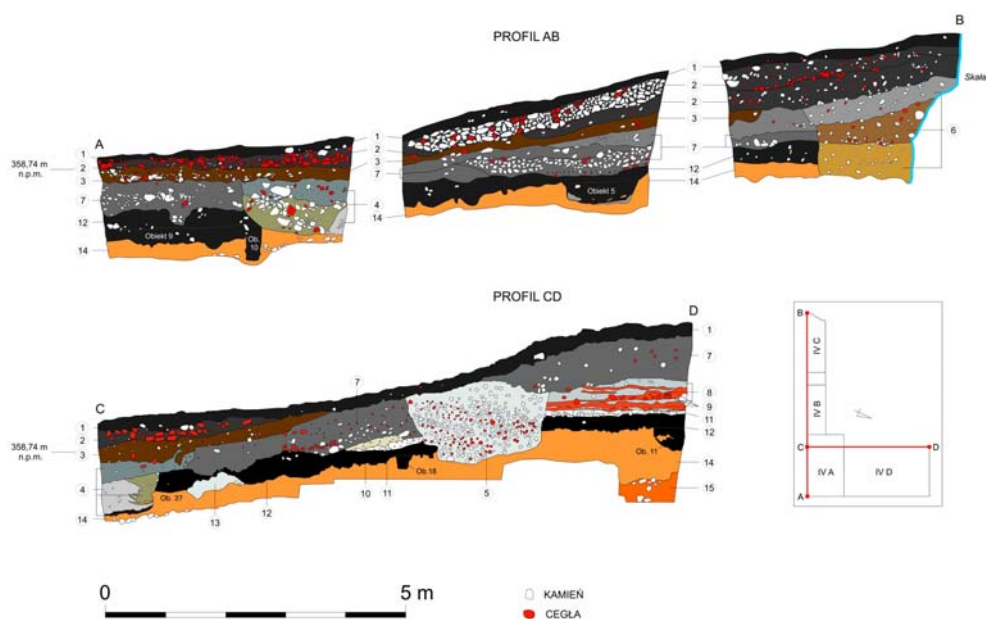 PROFIL AB
A
B
Skała
358,74 m
n.p.m.
1
2
3
7
12
14
Obiekt 9
Ob.
10
4
1
2
3
7
14
Obiekt 5
1
2
2
3
7
12
14
6
PROFIL CD
C
D
358,74 m
n.p.m.
1
2
3
4
14
Ob. 3?
13
12
7
10
11
Ob.18
5
Ob. 11
1
7
8
9
11
12
14
15
B
IV C
IV B
C
D
IV A
IV D
A
0
5 m
KAMIEŃ
CEGŁA